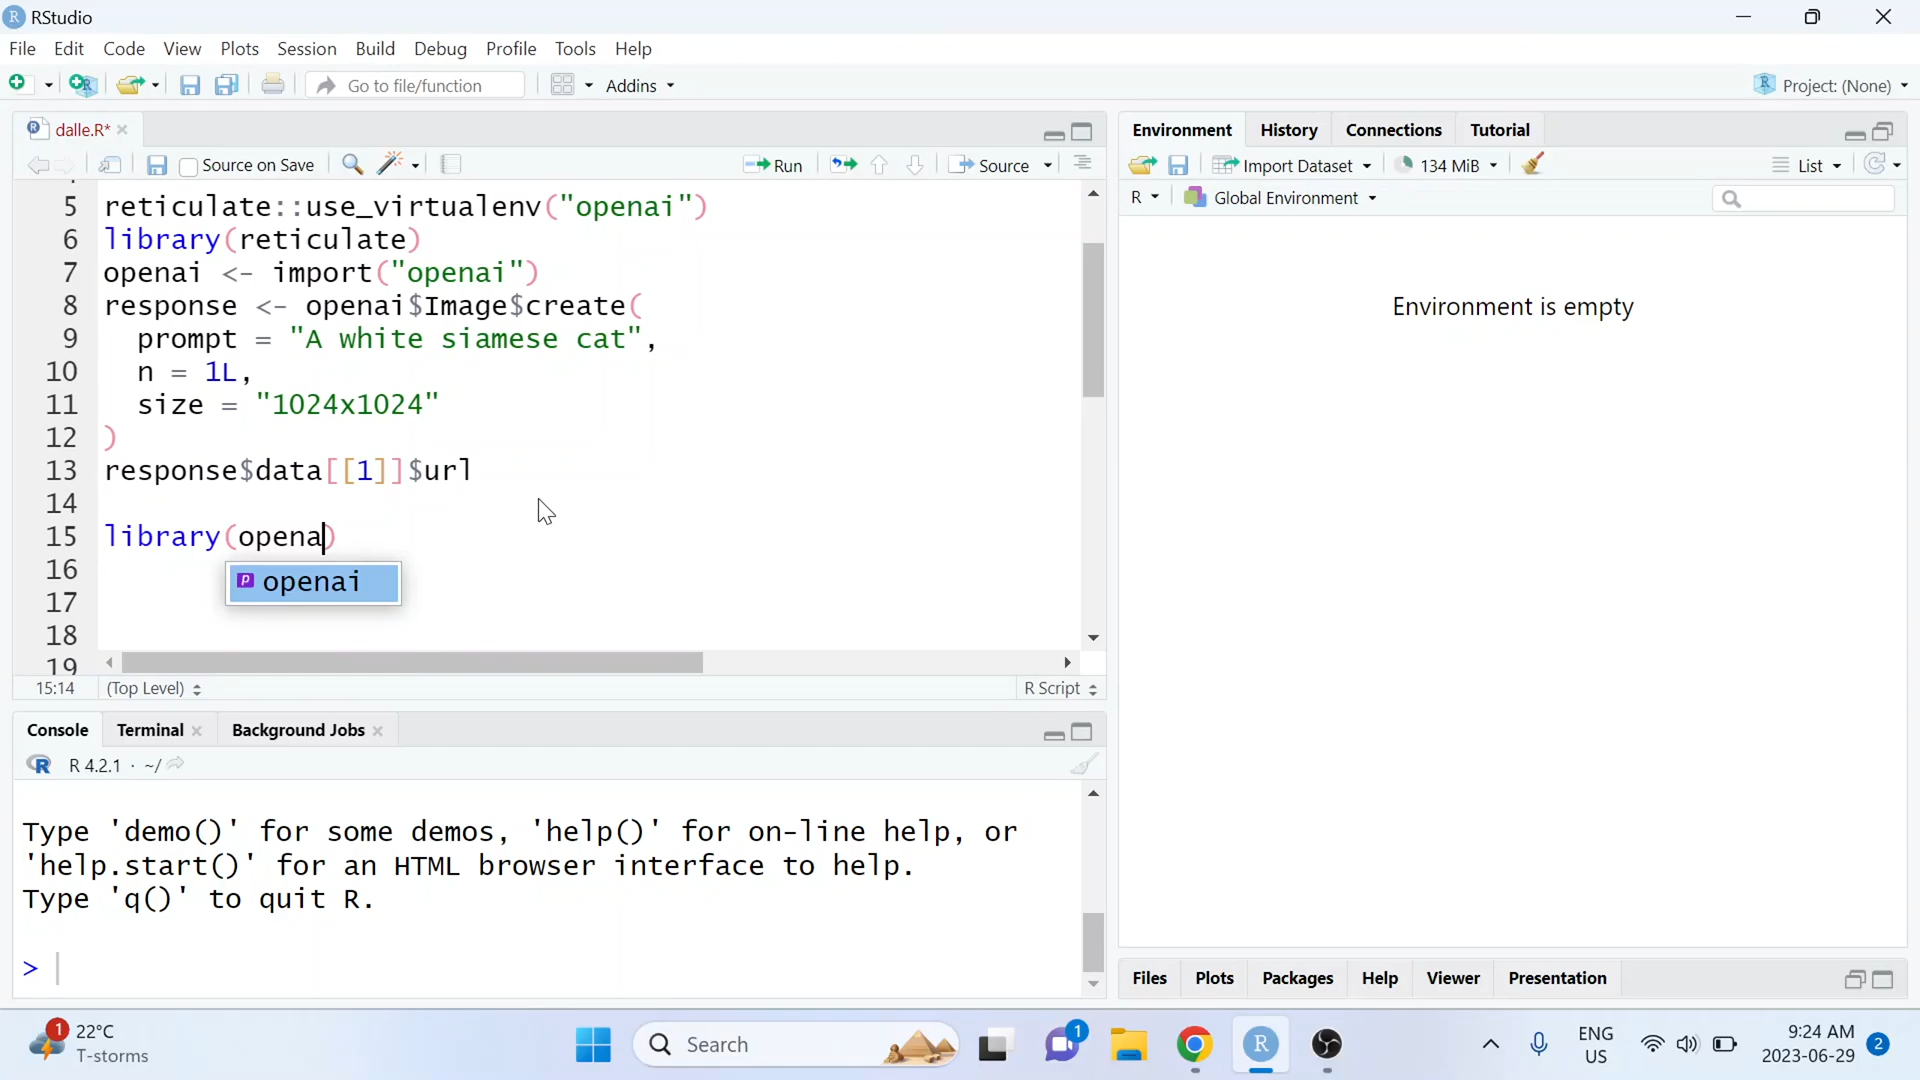 RStudio
File Edit Code View Plots Session Build Debug Profile Tools Help
Go to file/function Addins Project: (None)
dalle.R*
Source on Save Run Source
5 reticulate::use_virtualenv("openai")
6 library(reticulate)
7 openai <- import("openai")
8 response <- openai$Image$create(
9 prompt = "A white siamese cat",
10 n = 1L,
11 size = "1024x1024"
12 )
13 response$data[[1]]$url
14
15 library(opena)
16 openai
17
18
19
15:14 (Top Level) R Script
Console Terminal Background Jobs
R 4.2.1 · ~/
Type 'demo()' for some demos, 'help()' for on-line help, or
'help.start()' for an HTML browser interface to help.
Type 'q()' to quit R.
>
Environment History Connections Tutorial
Import Dataset 134 MiB List
R Global Environment
Environment is empty
Files Plots Packages Help Viewer Presentation
1 22°C
T-storms
Search
1
R
ENG
US
9:24 AM
2023-06-29
2